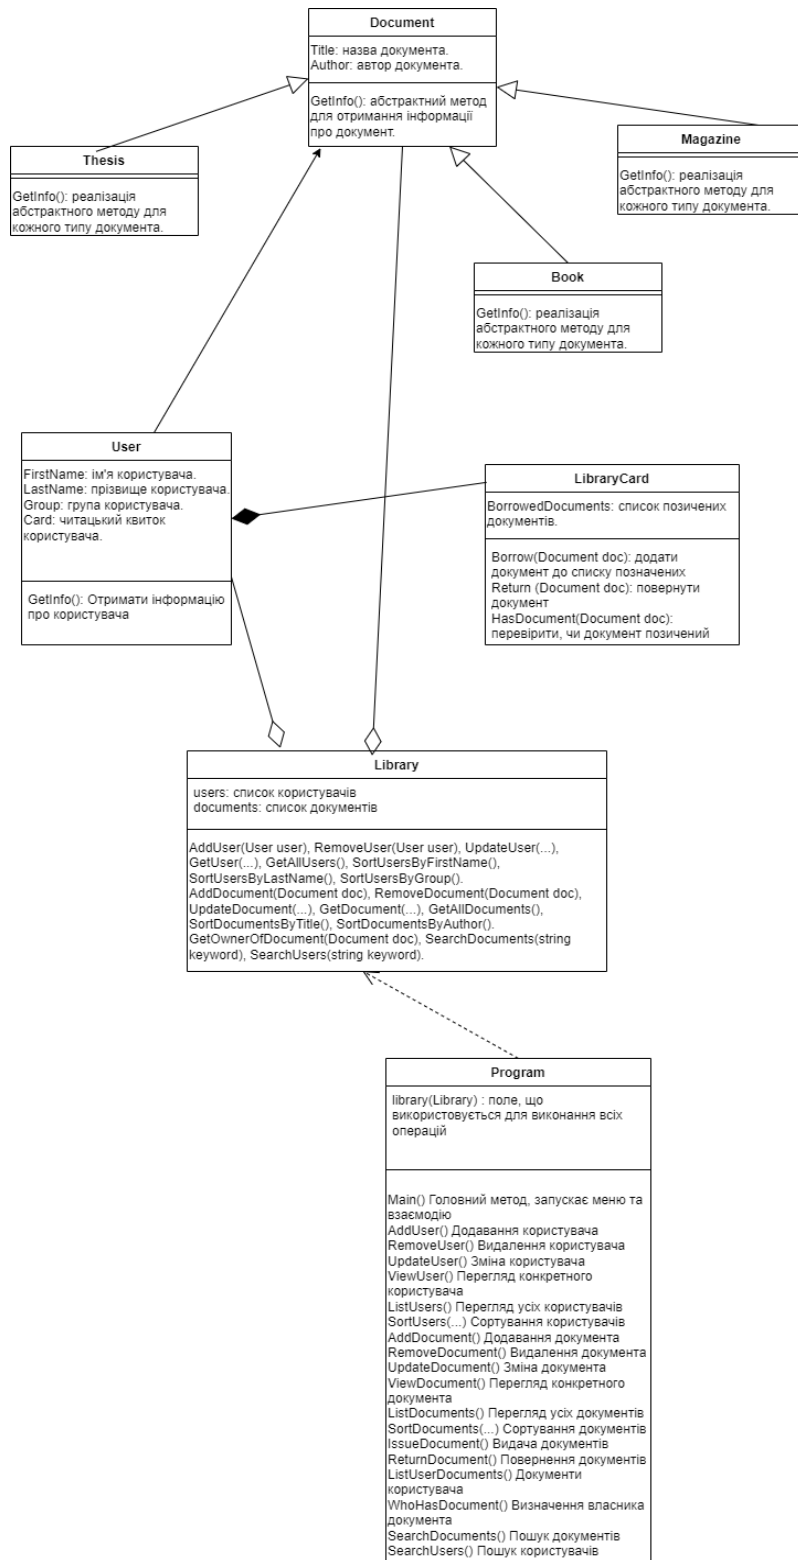 Document
Title: назва документа.
Author: автор документа.
GetInfo(): абстрактний метод
для отримання інформації
про документ.
Thesis
GetInfo(): реалізація
абстрактного методу для
кожного типу документа.
Magazine
GetInfo(): реалізація
абстрактного методу для
кожного типу документа.
Book
GetInfo(): реалізація
абстрактного методу для
кожного типу документа.
User
FirstName: ім'я користувача.
LastName: прізвище користувача.
Group: група користувача.
Card: читацький квиток
користувача.
GetInfo(): Отримати інформацію
про користувача
LibraryCard
BorrowedDocuments: список позичених
документів.
Borrow(Document doc): додати
документ до списку позначених
Return (Document doc): повернути
документ
HasDocument(Document doc):
перевірити, чи документ позичений
Library
users: список користувачів
documents: список документів
AddUser(User user), RemoveUser(User user), UpdateUser(...),
GetUser(...), GetAllUsers(), SortUsersByFirstName(),
SortUsersByLastName(), SortUsersByGroup().
AddDocument(Document doc), RemoveDocument(Document doc),
UpdateDocument(...), GetDocument(...), GetAllDocuments(),
SortDocumentsByTitle(), SortDocumentsByAuthor().
GetOwnerOfDocument(Document doc), SearchDocuments(string
keyword), SearchUsers(string keyword).
Program
library(Library) : поле, що
використовується для виконання всіх
операцій
Main() Головний метод, запускає меню та
взаємодію
AddUser() Додавання користувача
RemoveUser() Видалення користувача
UpdateUser() Зміна користувача
ViewUser() Перегляд конкретного
користувача
ListUsers() Перегляд усіх користувачів
SortUsers(...) Сортування користувачів
AddDocument() Додавання документа
RemoveDocument() Видалення документа
UpdateDocument() Зміна документа
ViewDocument() Перегляд конкретного
документа
ListDocuments() Перегляд усіх документів
SortDocuments(...) Сортування документів
IssueDocument() Видача документів
ReturnDocument() Повернення документів
ListUserDocuments() Документи
користувача
WhoHasDocument() Визначення власника
документа
SearchDocuments() Пошук документів
SearchUsers() Пошук користувачів